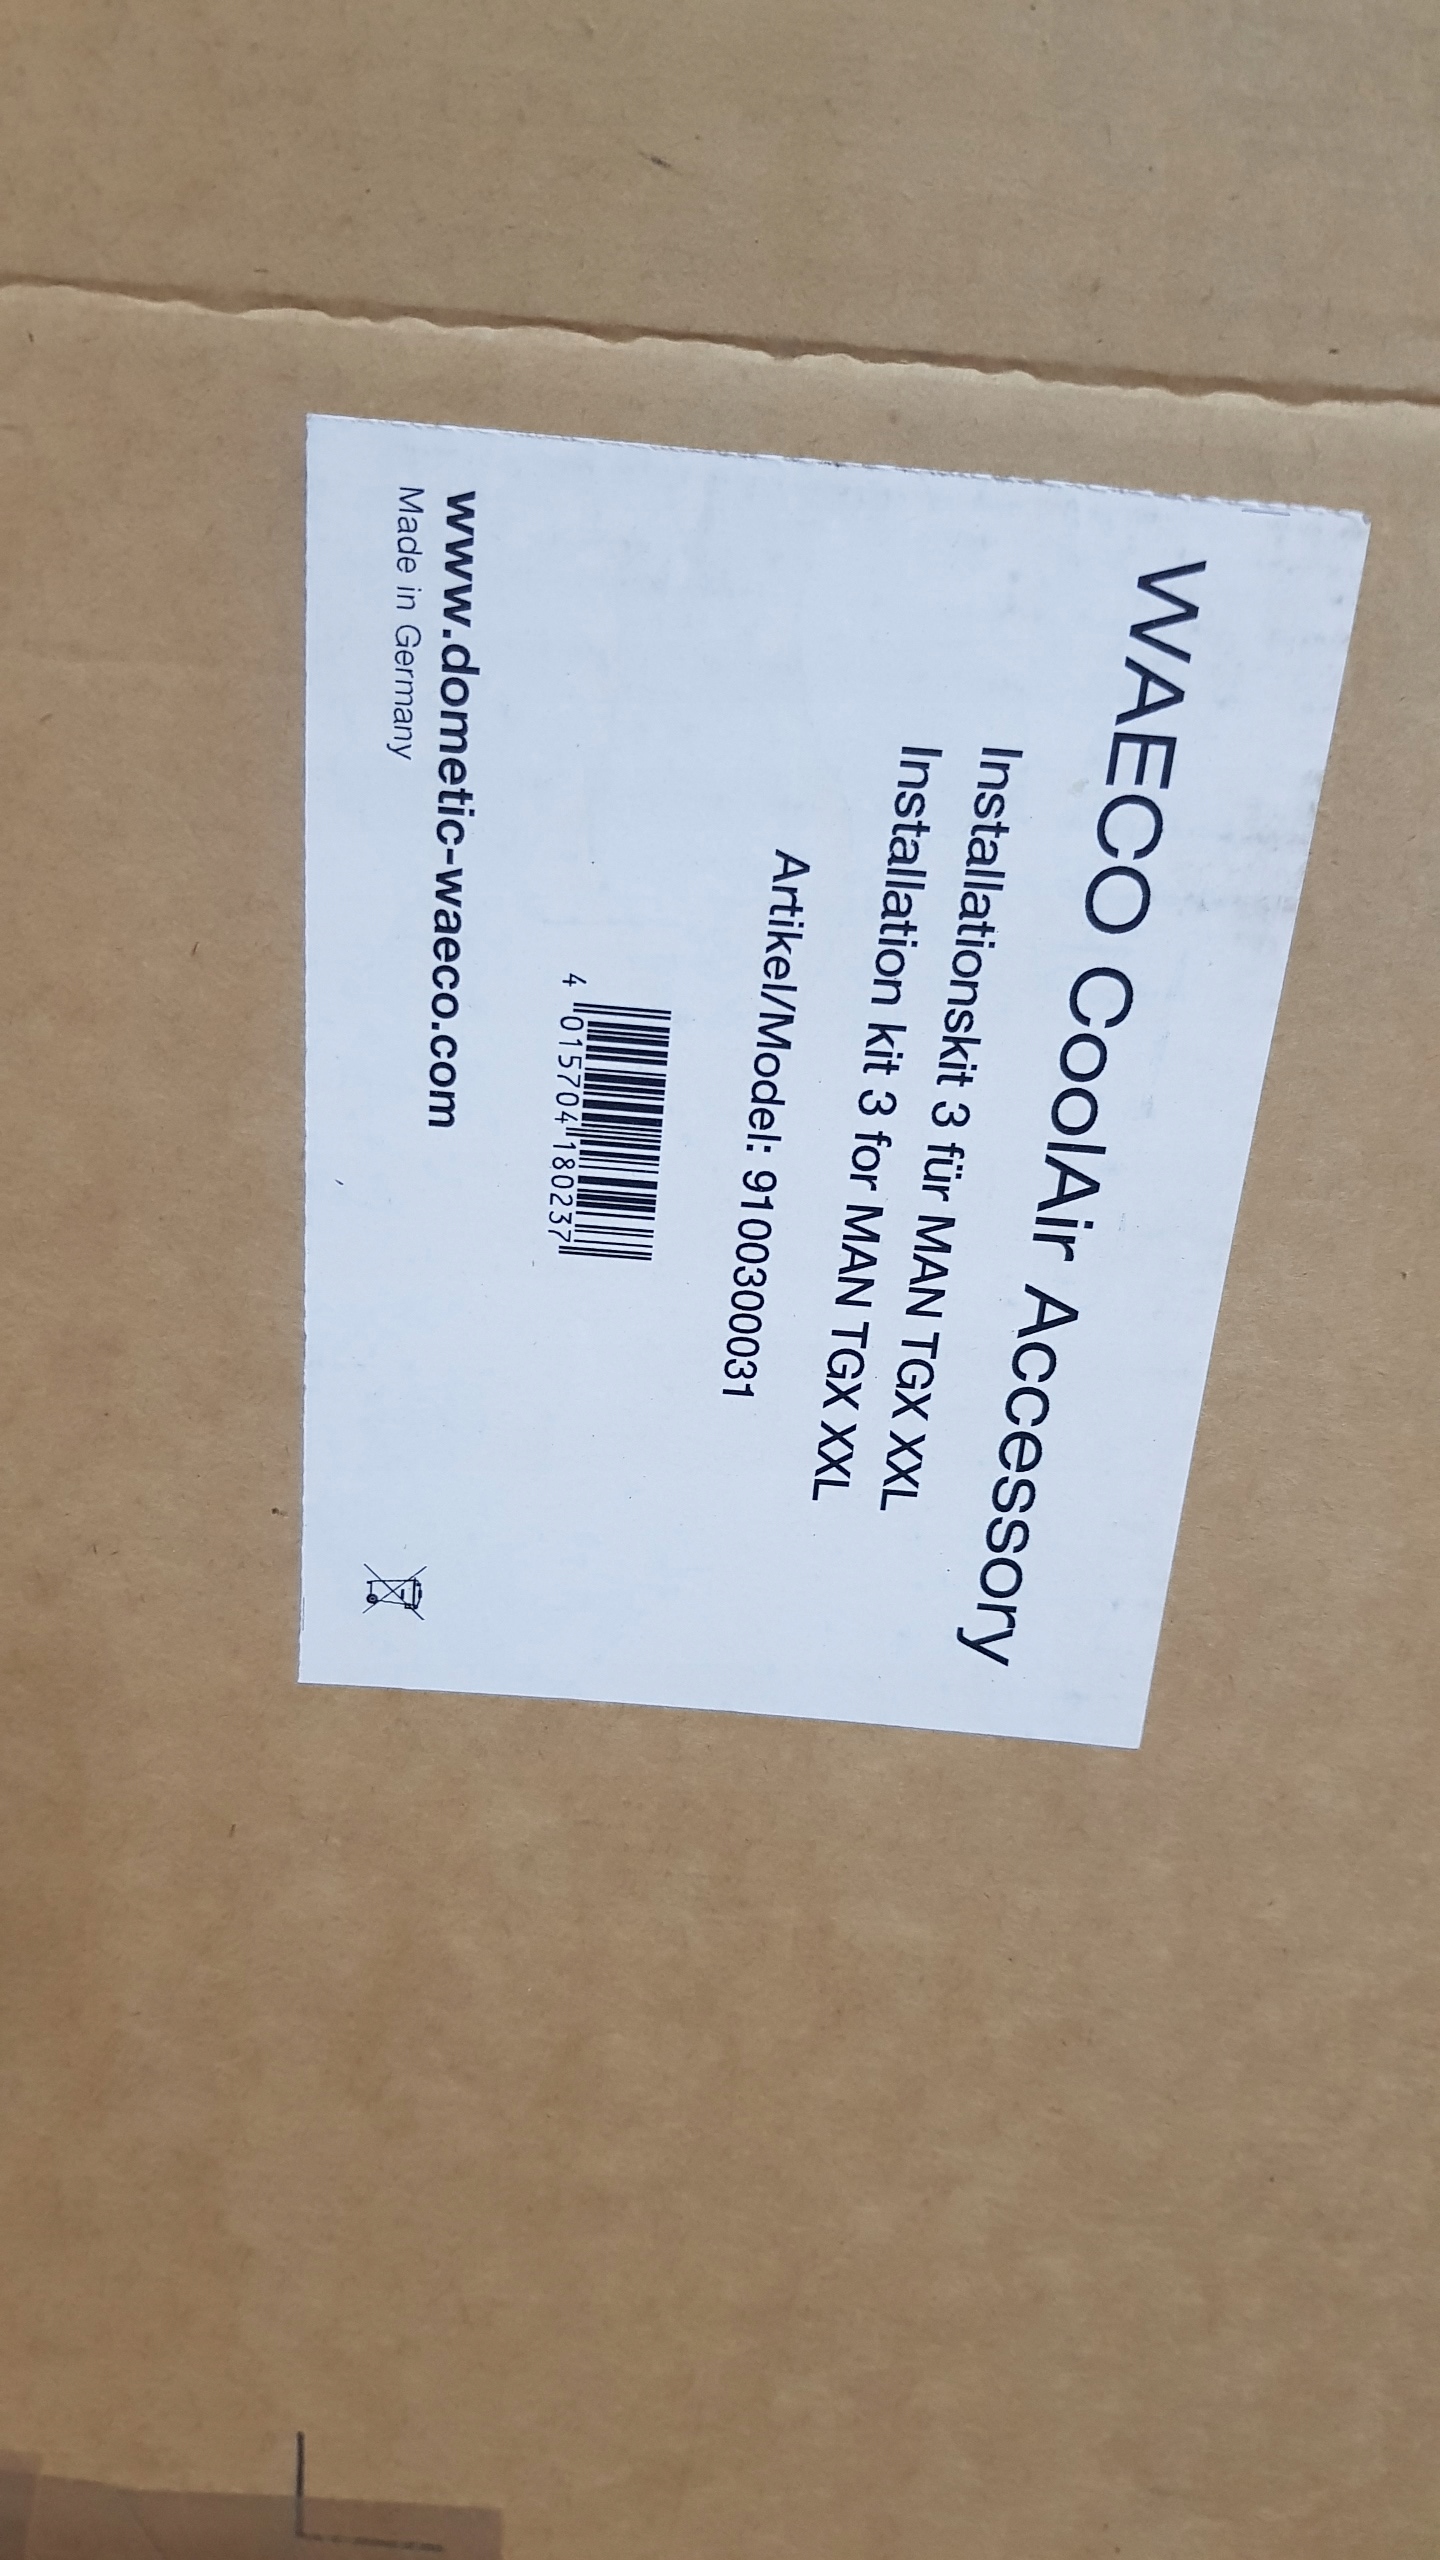 WAECO CoolAir Accessory
Installationskit 3 für MAN TGX XXL
Installation kit 3 for MAN TGX XXL
Artikel/Model: 9100300031
4 015704 180237
www.dometic-waeco.com
Made in Germany